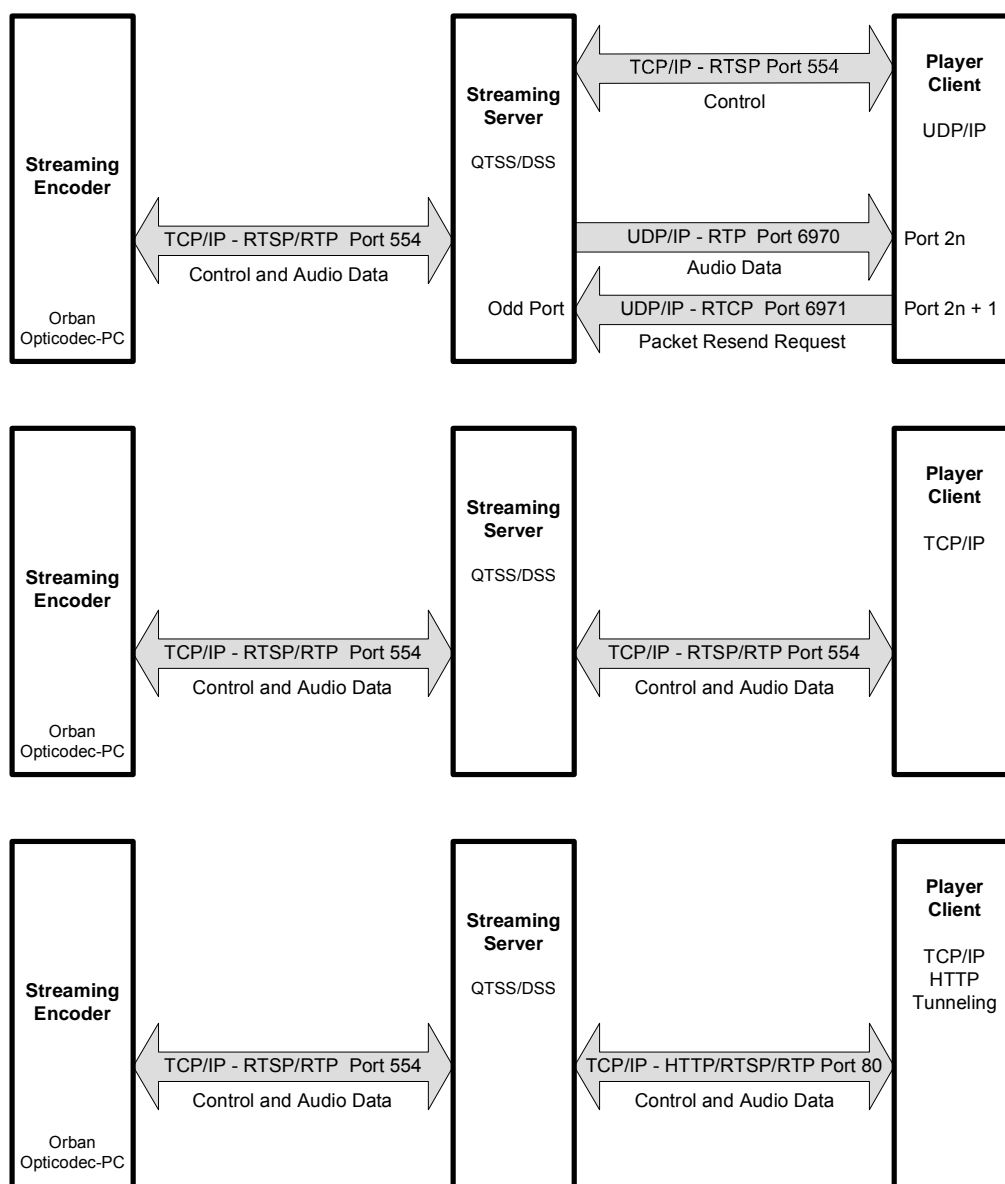 TCP/IP - RTSP Port 554
Control
Player
Client
UDP/IP
Streaming
Server
QTSS/DSS
Streaming
Encoder
TCP/IP - RTSP/RTP Port 554
Control and Audio Data
UDP/IP - RTP Port 6970
Audio Data
Port 2n
Orban
Opticodec-PC
Odd Port
UDP/IP - RTCP Port 6971
Packet Resend Request
Port 2n + 1
Player
Client
TCP/IP
Streaming
Server
QTSS/DSS
Streaming
Encoder
TCP/IP - RTSP/RTP Port 554
Control and Audio Data
TCP/IP - RTSP/RTP Port 554
Control and Audio Data
Orban
Opticodec-PC
Player
Client
TCP/IP
HTTP
Tunneling
Streaming
Server
QTSS/DSS
Streaming
Encoder
TCP/IP - RTSP/RTP Port 554
Control and Audio Data
TCP/IP - HTTP/RTSP/RTP Port 80
Control and Audio Data
Orban
Opticodec-PC